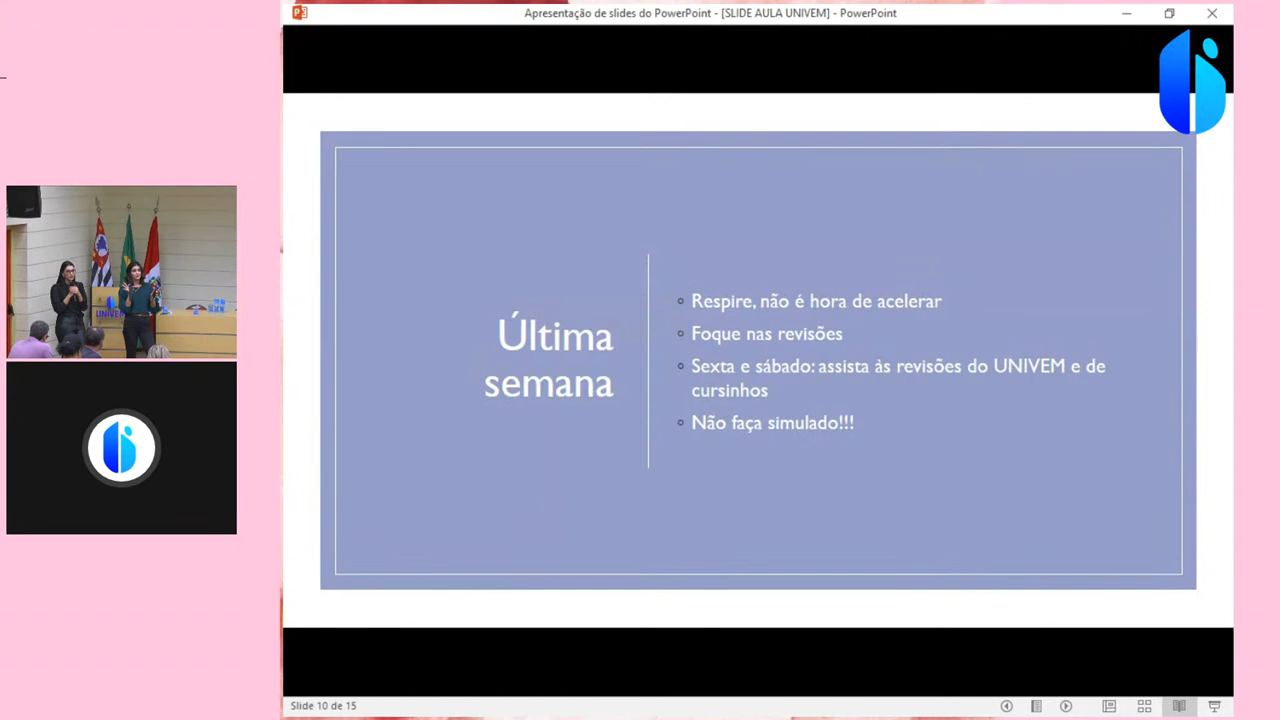 Apresentação de slides do PowerPoint - [SLIDE AULA UNIVEM] - PowerPoint
Última
semana
Respire, não é hora de acelerar
Foque nas revisões
Sexta e sábado: assista às revisões do UNIVEM e de
cursinhos
Não faça simulado!!!
UNIVEM
Slide 10 de 15